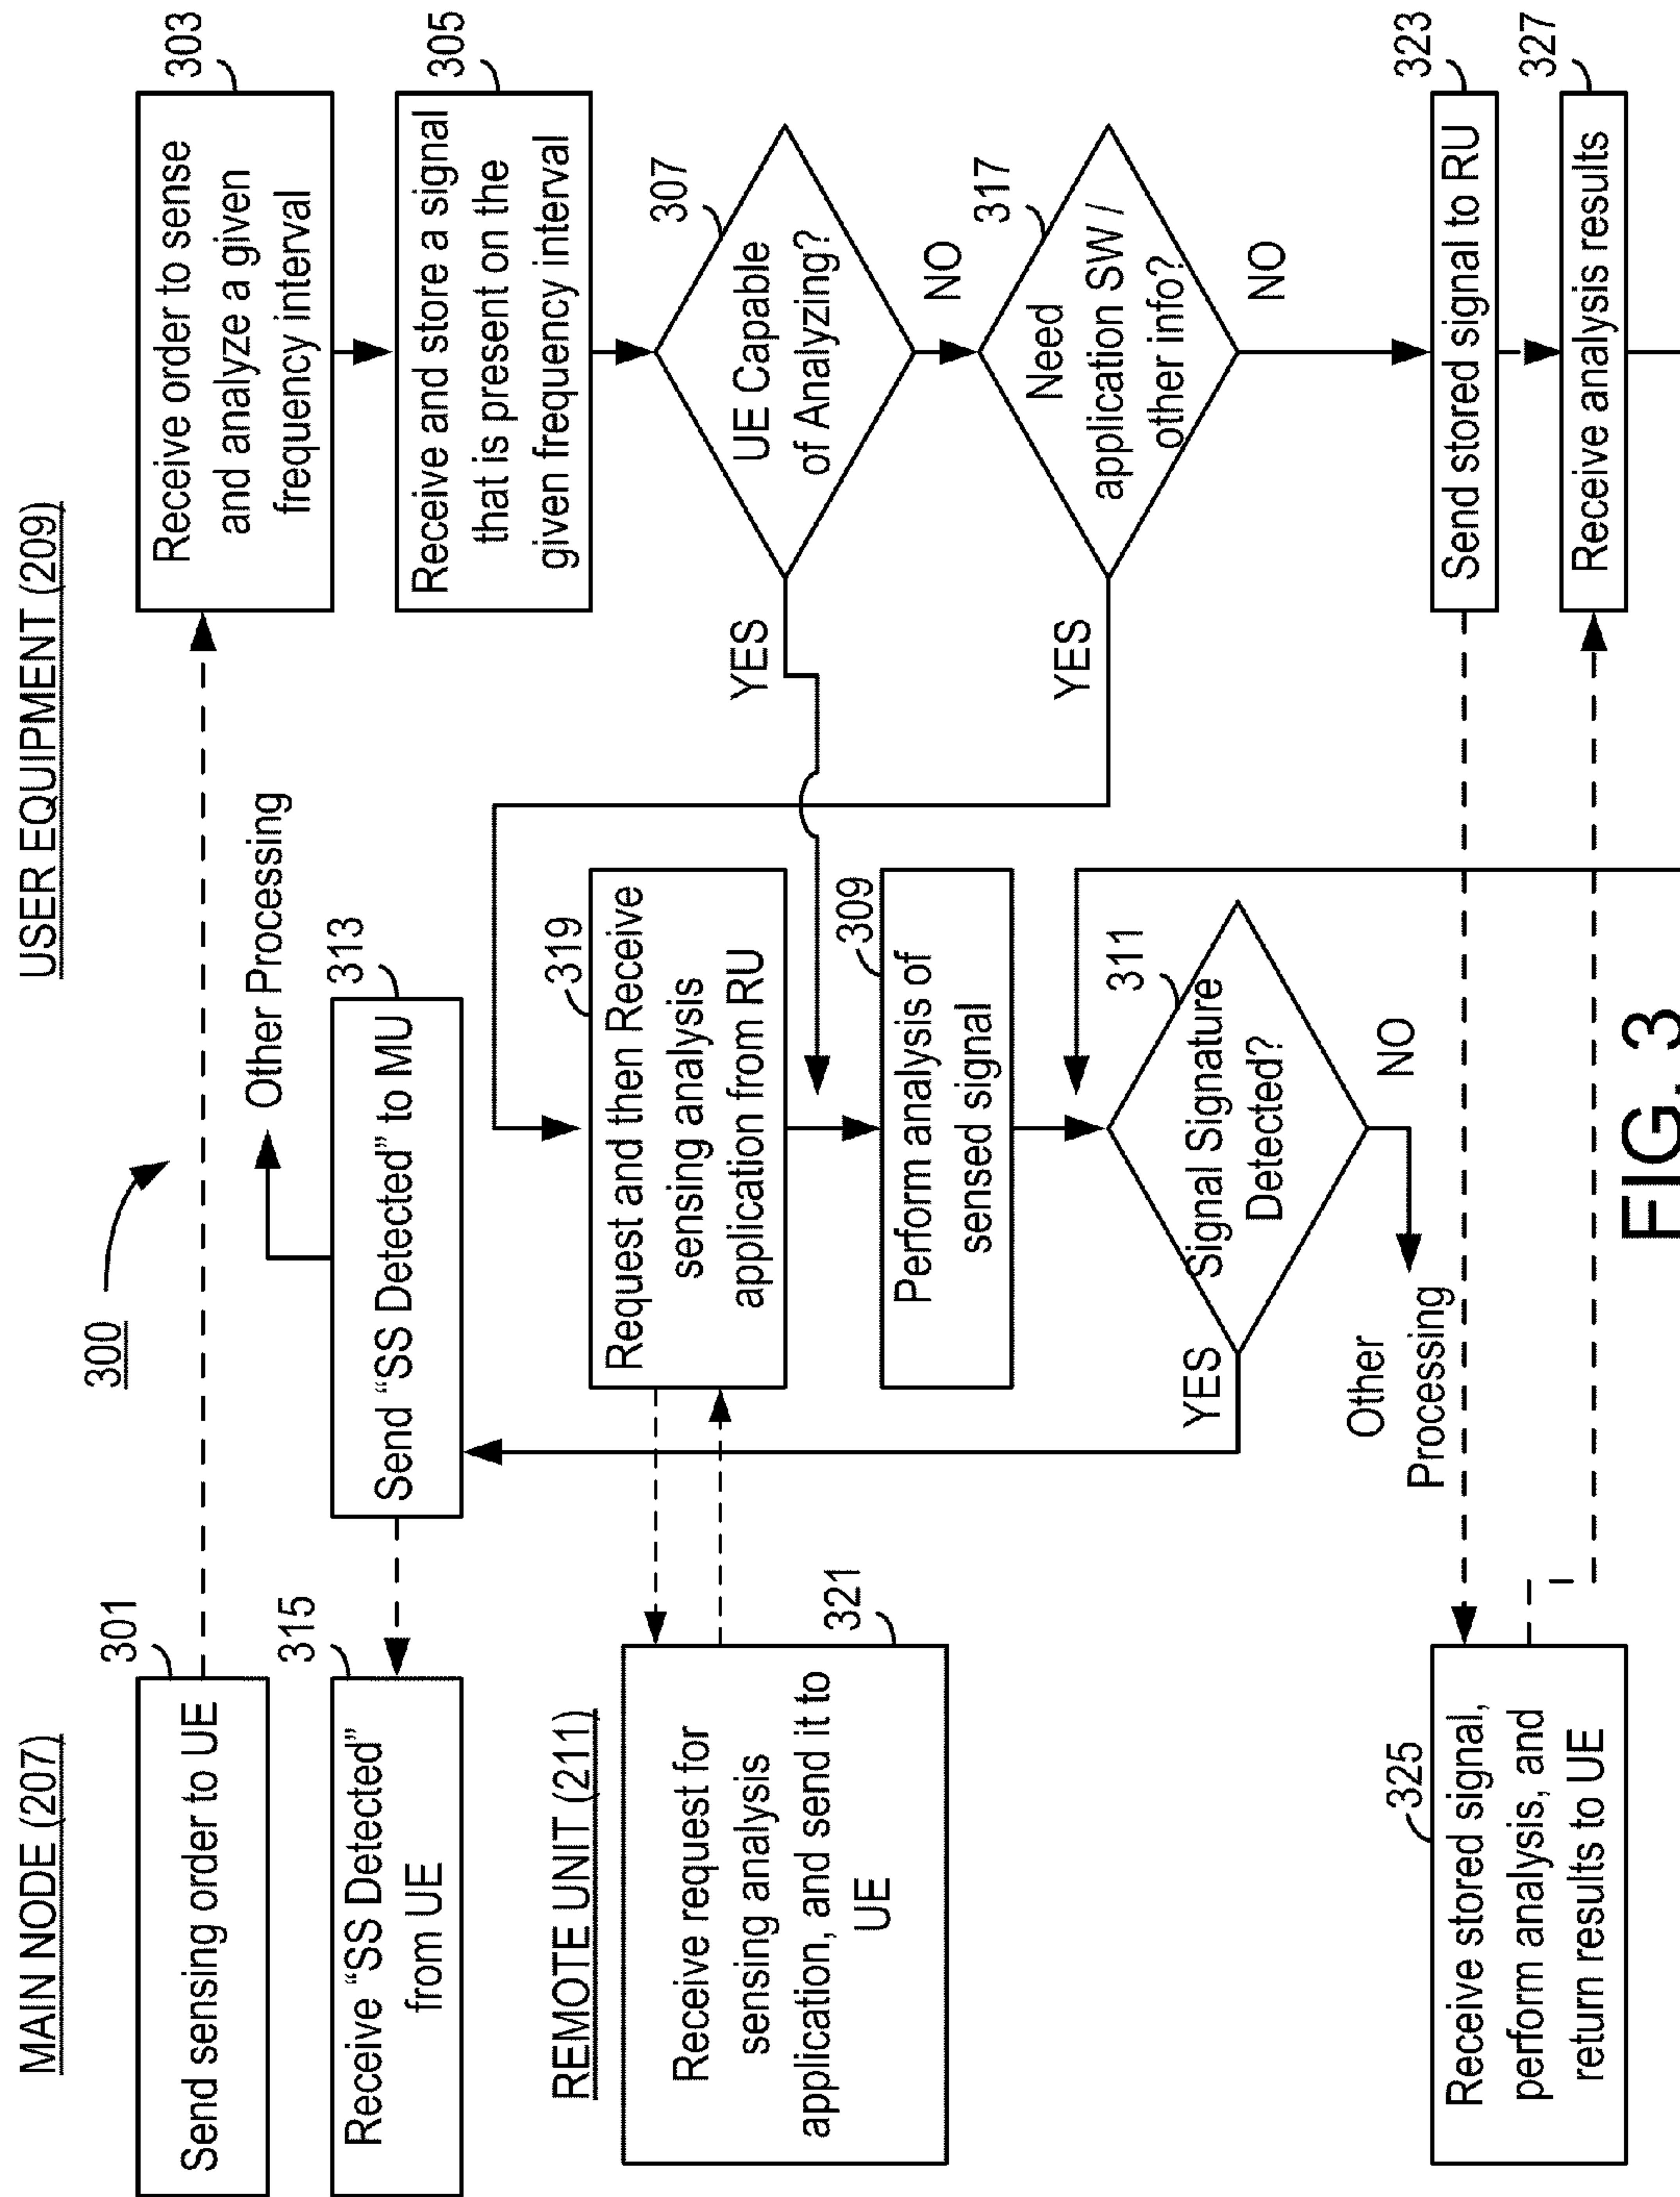 USER EQUIPMENT (209)
MAIN NODE (207)
300
301
Send sensing order to UE
303
Receive order to sense
and analyze a given
frequency interval
Other Processing
313
Send “SS Detected” to MU
315
Receive “SS Detected”
from UE
305
Receive and store a signal
that is present on the
given frequency interval
REMOTE UNIT (211)
321
Receive request for
sensing analysis
application, and send it to
UE
319
Request and then Receive
sensing analysis
application from RU
307
UE Capable
of Analyzing?
YES
NO
309
Perform analysis of
sensed signal
317
Need
application SW /
other info?
YES
NO
311
Signal Signature
Detected?
YES
NO
Other
Processing
323
Send stored signal to RU
325
Receive stored signal,
perform analysis, and
return results to UE
327
Receive analysis results
FIG. 3